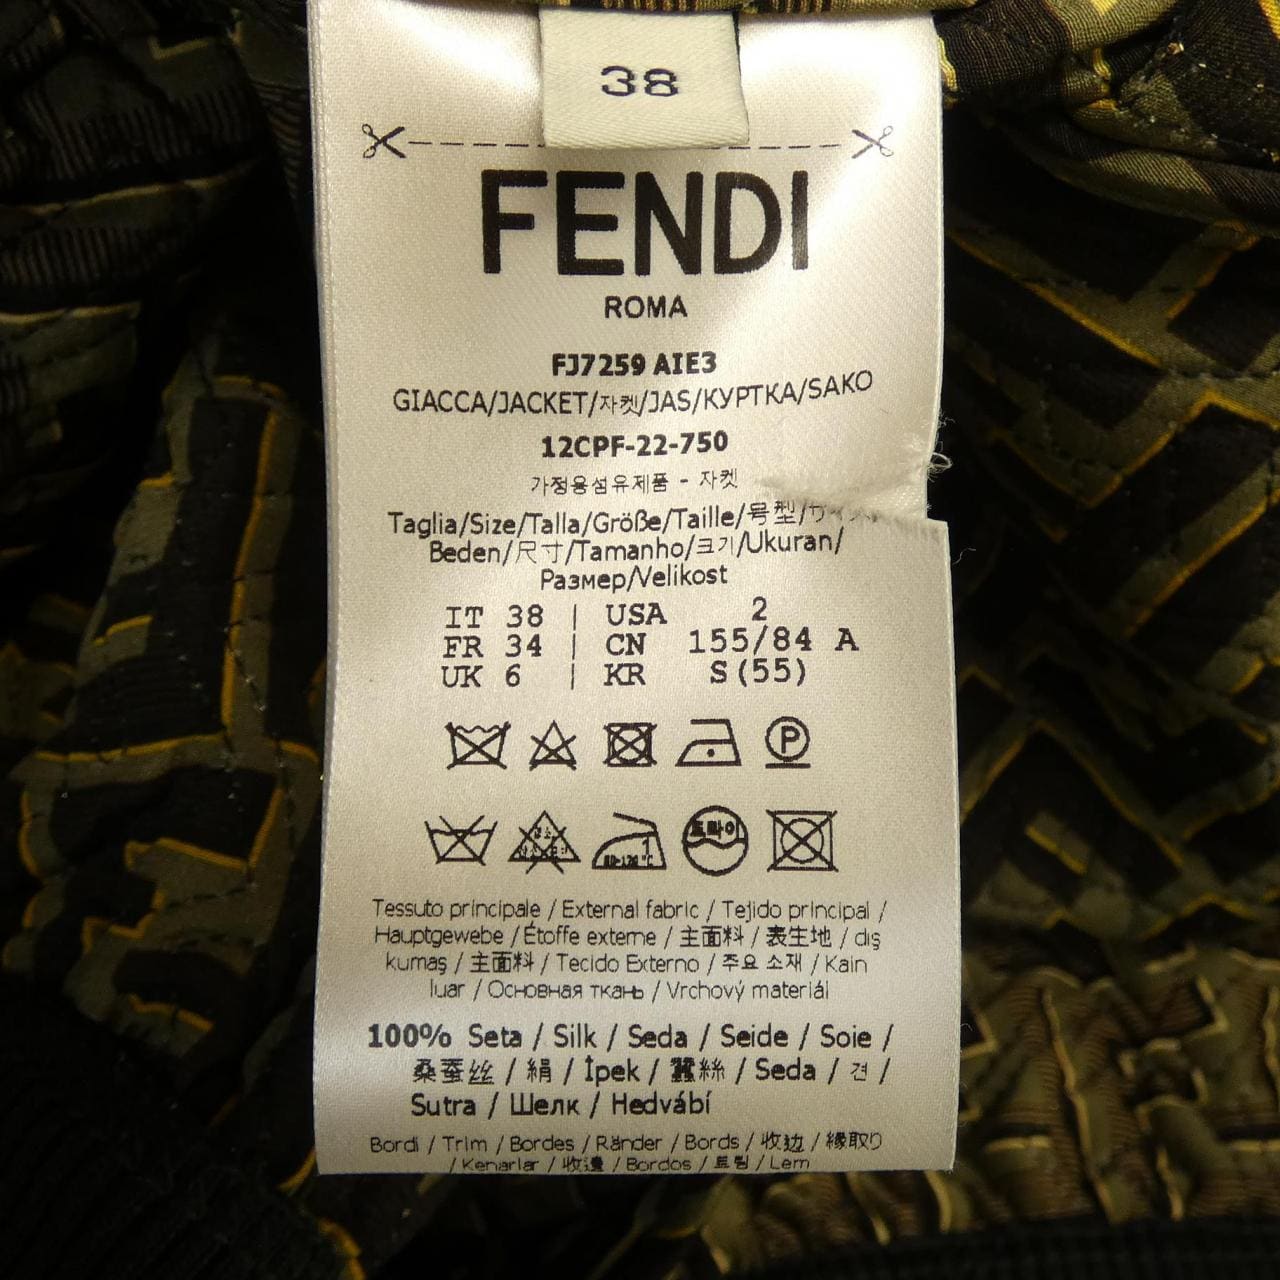 38
FENDI
ROMA
FJ7259 AIE3
GIACCA/JACKET/자켓/JAS/КУРТКА/SAKO
12CPF-22-750
가정용섬유제품 - 자켓
Taglia/Size/Talla/Größe/Taille/号型/サイズ/
Beden/尺寸/Tamanho/크기/Ukuran/
Размер/Velikost
IT 38 | USA 2
FR 34 | CN 155/84 A
UK 6 | KR S(55)
P
드라이
Tessuto principale / External fabric / Tejido principal /
Hauptgewebe / Étoffe externe / 主面料 / 表生地 / dış
kumaş / 主面料 / Tecido Externo / 주요 소재 / Kain
luar / Основная ткань / Vrchový materiál
100% Seta / Silk / Seda / Seide / Soie /
桑蚕丝 / 絹 / İpek / 蠶絲 / Seda / 견 /
Sutra / Шелк / Hedvábí
Bordi / Trim / Bordes / Ränder / Bords / 收边 / 縁取り
/ Kenarlar / 收邊 / Bordos / 트림 / Lem